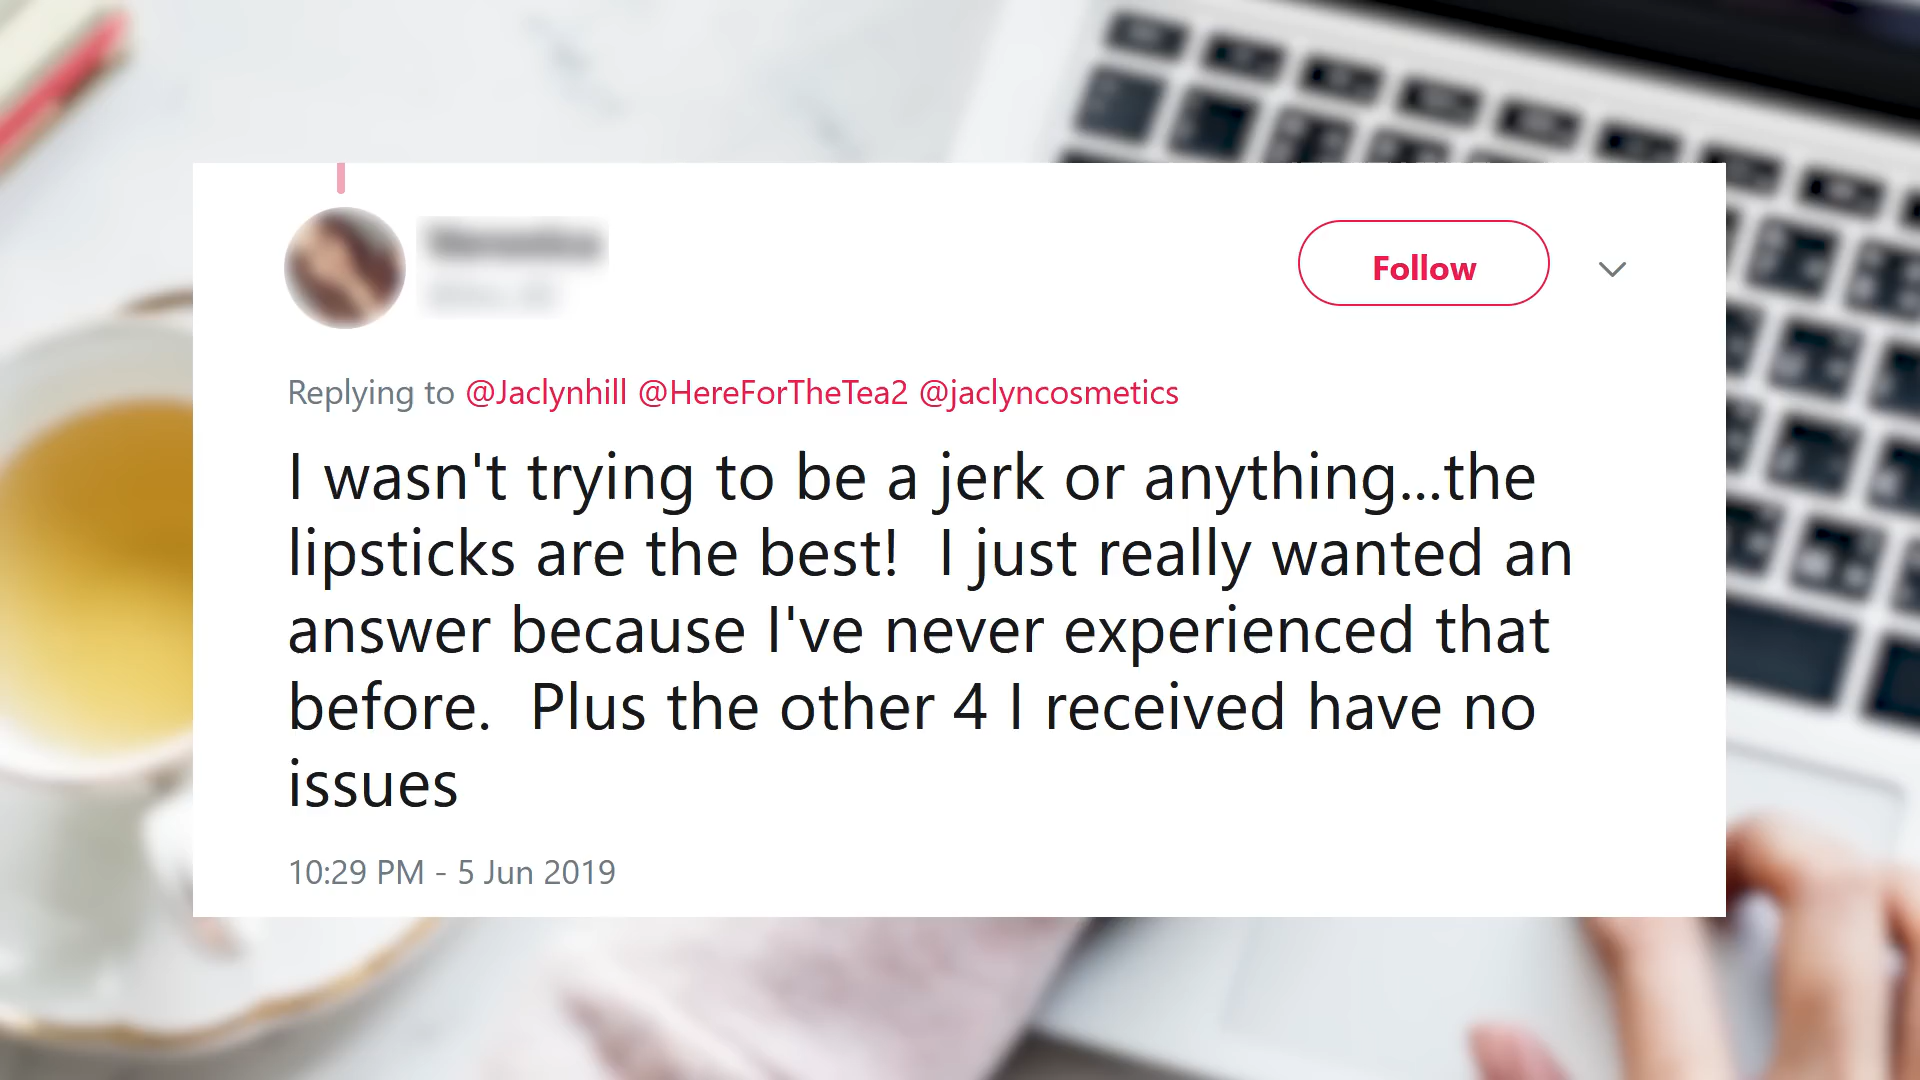 Follow
Replying to @Jaclynhill @HereForTheTea2 @jaclyncosmetics
I wasn't trying to be a jerk or anything...the
lipsticks are the best!  I just really wanted an
answer because I've never experienced that
before.  Plus the other 4 I received have no
issues
10:29 PM - 5 Jun 2019